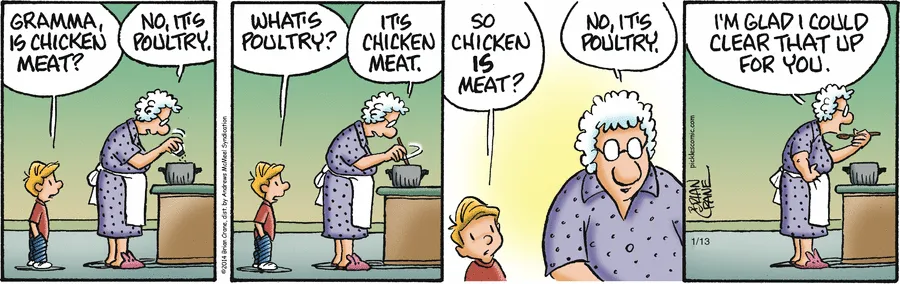 GRAMMA,
IS CHICKEN
MEAT?
NO, IT'S
POULTRY.
WHAT'S
POULTRY?
IT'S
CHICKEN
MEAT.
©2014 Brian Crane, dist by Andrews McMeel Syndication
SO
CHICKEN
IS
MEAT?
NO, IT'S
POULTRY.
I'M GLAD I COULD
CLEAR THAT UP
FOR YOU.
picklescomic.com
BRIAN
CRANE
1/13